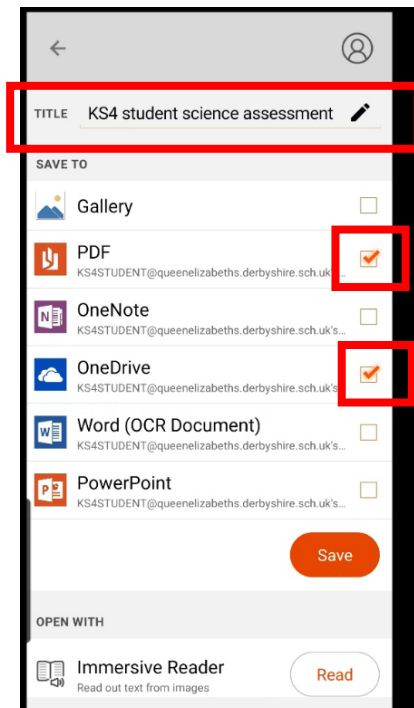 TITLE KS4 student science assessment
SAVE TO
Gallery
PDF
KS4STUDENT@queenelizabeths.derbyshire.sch.uk's...
OneNote
KS4STUDENT@queenelizabeths.derbyshire.sch.uk's...
OneDrive
KS4STUDENT@queenelizabeths.derbyshire.sch.uk's
Word (OCR Document)
KS4STUDENT@queenelizabeths.derbyshire.sch.uk's...
PowerPoint
KS4STUDENT@queenelizabeths.derbyshire.sch.uk's...
Save
OPEN WITH
Immersive Reader
Read out text from images
Read